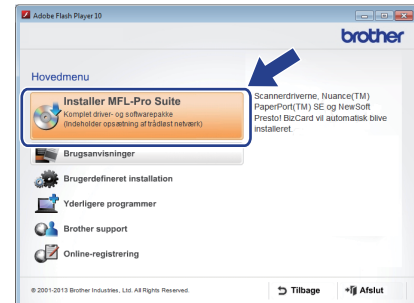 Adobe Flash Player 10
brother
Hovedmenu
Installer MFL-Pro Suite
Komplet driver- og softwarepakke
(Indeholder opsætning af trådløst netværk)
Scannerdriverne, Nuance(TM)
PaperPort(TM) SE og NewSoft
Presto! BizCard vil automatisk blive
installeret.
Brugsanvisninger
Brugerdefineret installation
Yderligere programmer
Brother support
Online-registrering
© 2001-2013 Brother Industries, Ltd. All Rights Reserved.
Tilbage
Afslut